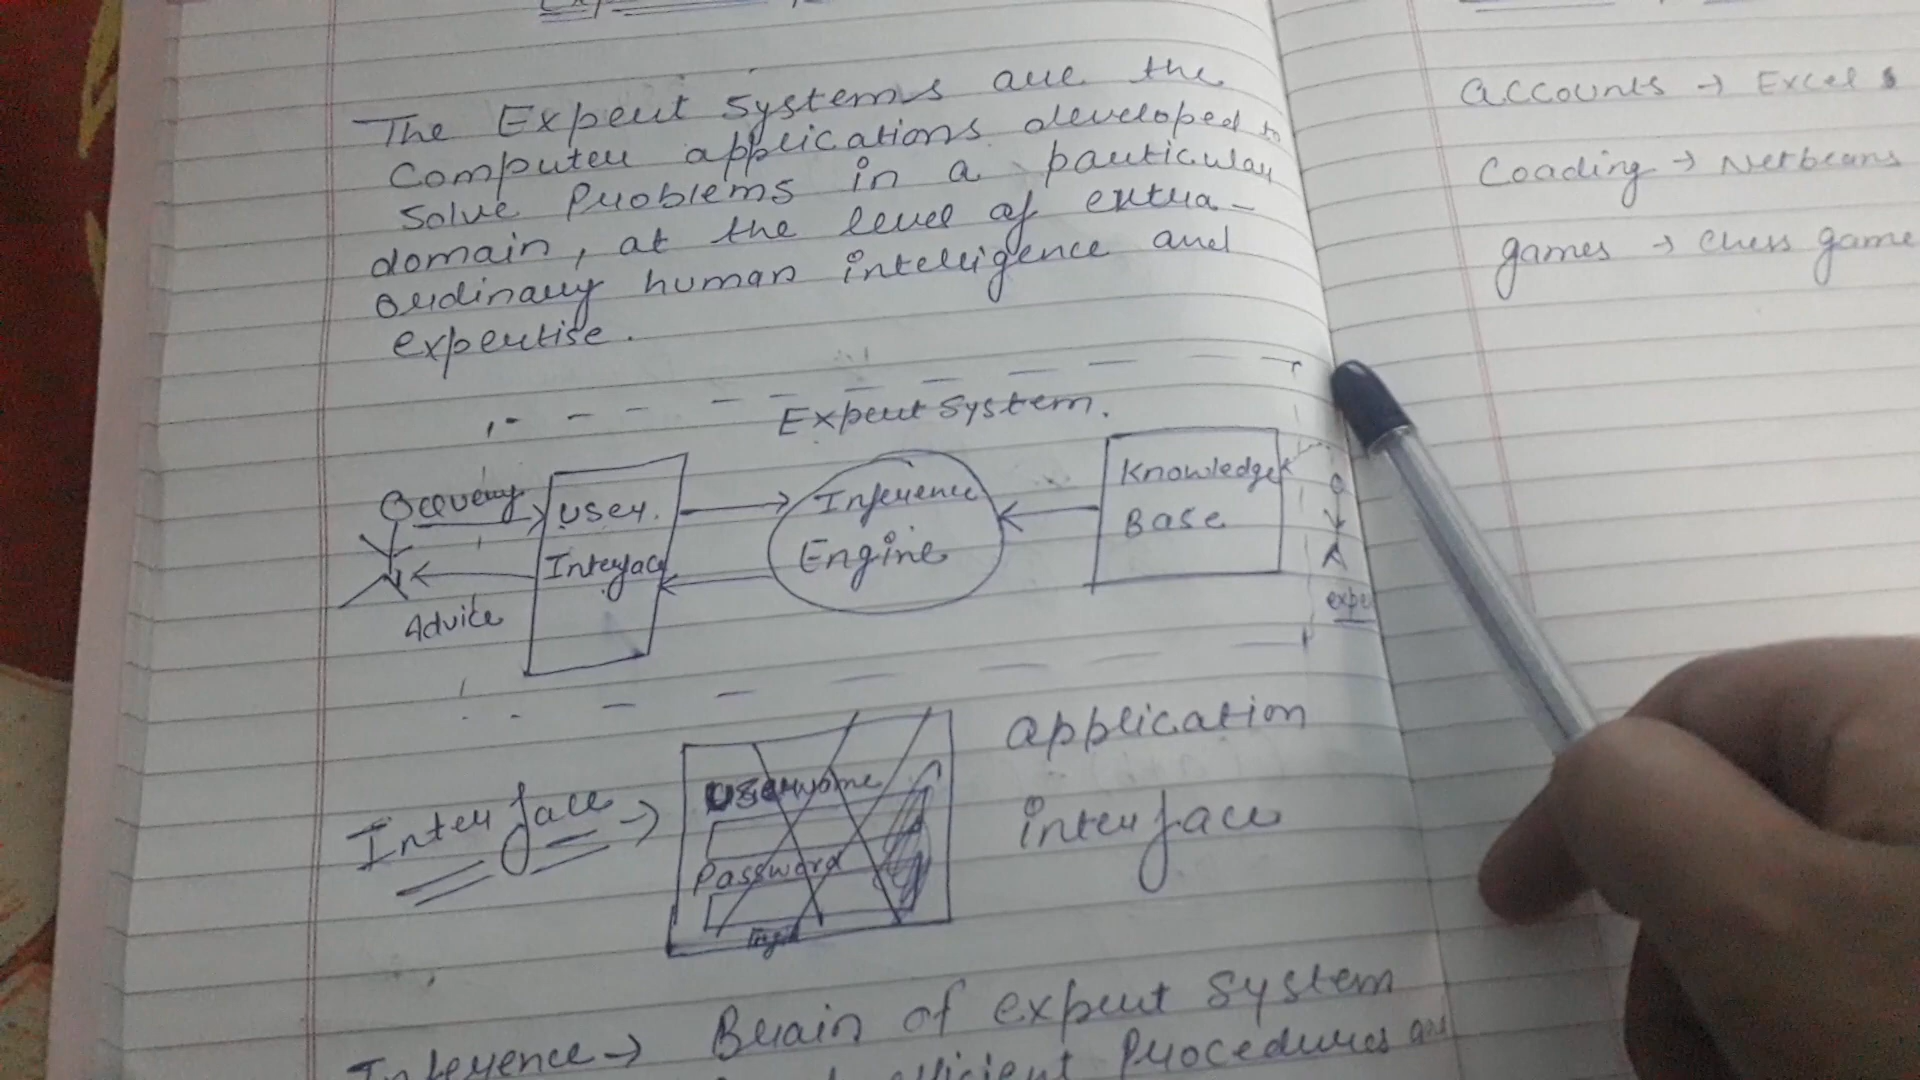 The Expert Systems are the
Computer applications developed to
Solve Problems in a particular
domain, at the level of extra-
ordinary human intelligence and
expertise.
Expert System.
User.
Interface
Inference
Engine
Knowledge
Base
Advice
expe
Interface →
Username
Password
application
interface
Inference → Brain of expert System
efficient Procedures
Accounts → Excel
Coading → Netbeans
games → Chess game